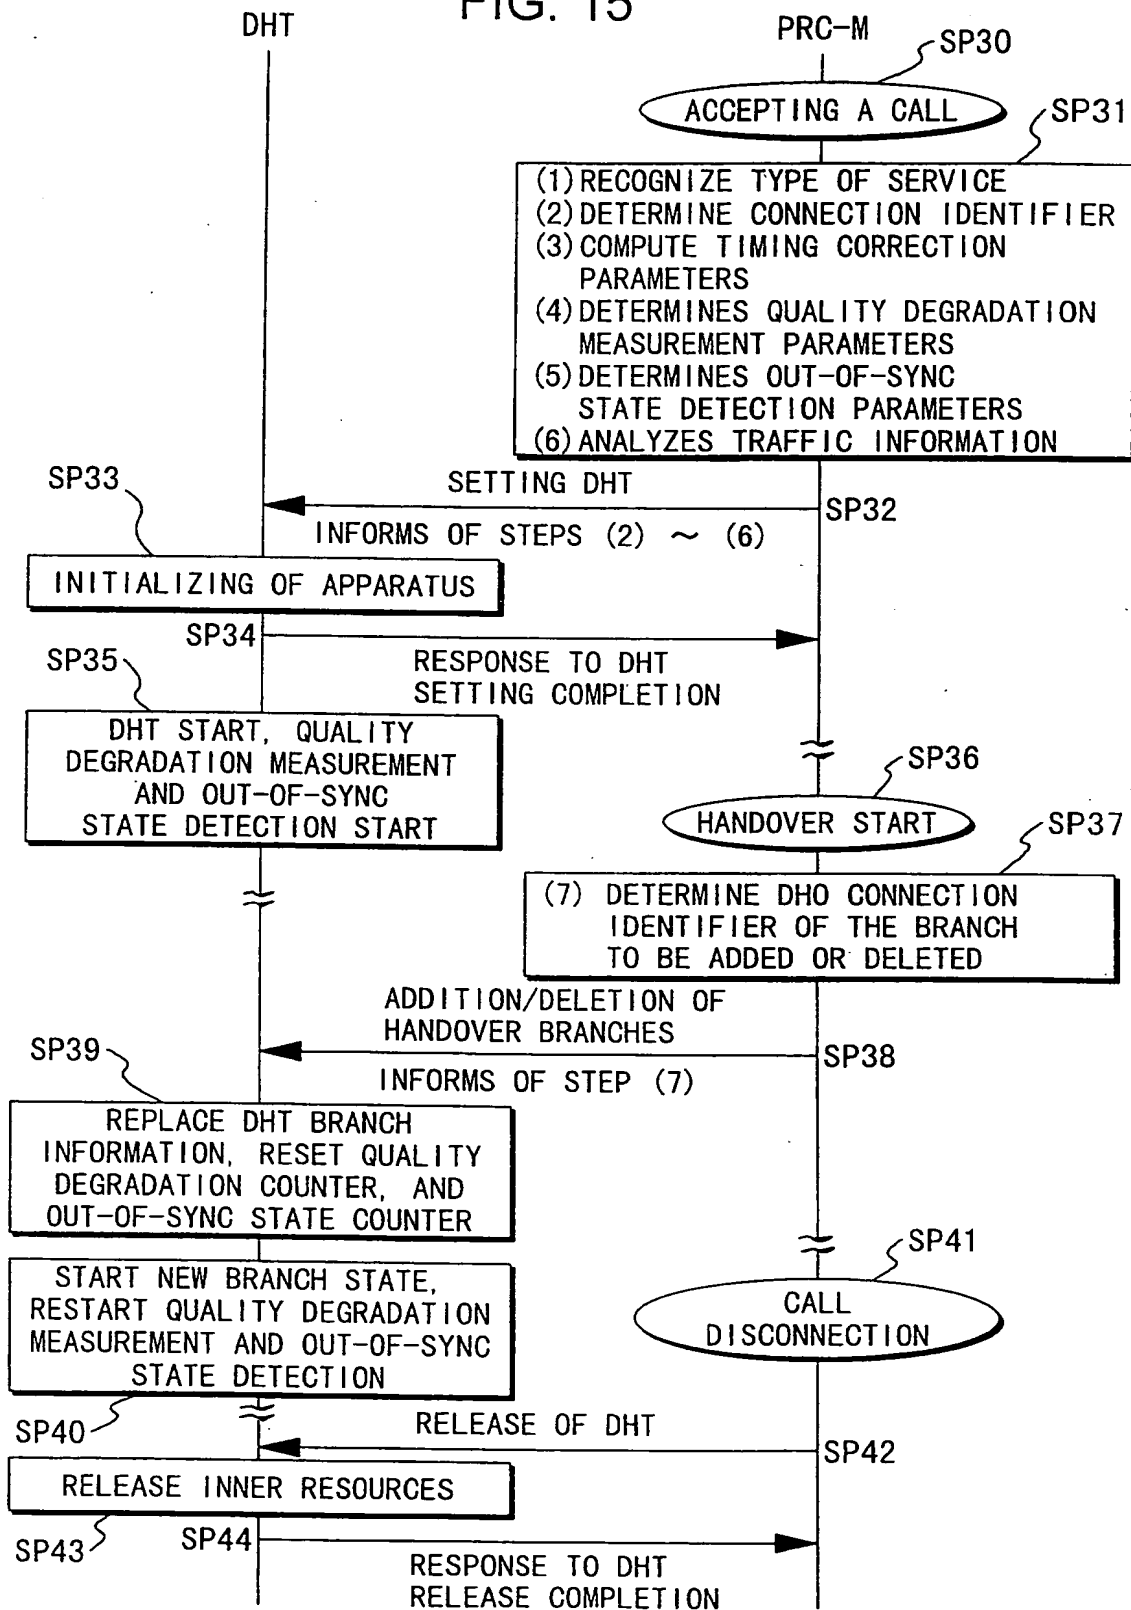 FIG. 15
DHT
PRC-M
SP30
ACCEPTING A CALL
SP31
(1) RECOGNIZE TYPE OF SERVICE
(2) DETERMINE CONNECTION IDENTIFIER
(3) COMPUTE TIMING CORRECTION
PARAMETERS
(4) DETERMINES QUALITY DEGRADATION
MEASUREMENT PARAMETERS
(5) DETERMINES OUT-OF-SYNC
STATE DETECTION PARAMETERS
(6) ANALYZES TRAFFIC INFORMATION
SP33
SETTING DHT
SP32
INFORMS OF STEPS (2) ~ (6)
INITIALIZING OF APPARATUS
SP34
SP35
RESPONSE TO DHT
SETTING COMPLETION
DHT START, QUALITY
DEGRADATION MEASUREMENT
AND OUT-OF-SYNC
STATE DETECTION START
SP36
HANDOVER START
SP37
(7) DETERMINE DHO CONNECTION
IDENTIFIER OF THE BRANCH
TO BE ADDED OR DELETED
ADDITION/DELETION OF
HANDOVER BRANCHES
SP39
SP38
INFORMS OF STEP (7)
REPLACE DHT BRANCH
INFORMATION, RESET QUALITY
DEGRADATION COUNTER, AND
OUT-OF-SYNC STATE COUNTER
SP41
START NEW BRANCH STATE,
RESTART QUALITY DEGRADATION
MEASUREMENT AND OUT-OF-SYNC
STATE DETECTION
CALL
DISCONNECTION
SP40
RELEASE OF DHT
SP42
RELEASE INNER RESOURCES
SP43
SP44
RESPONSE TO DHT
RELEASE COMPLETION